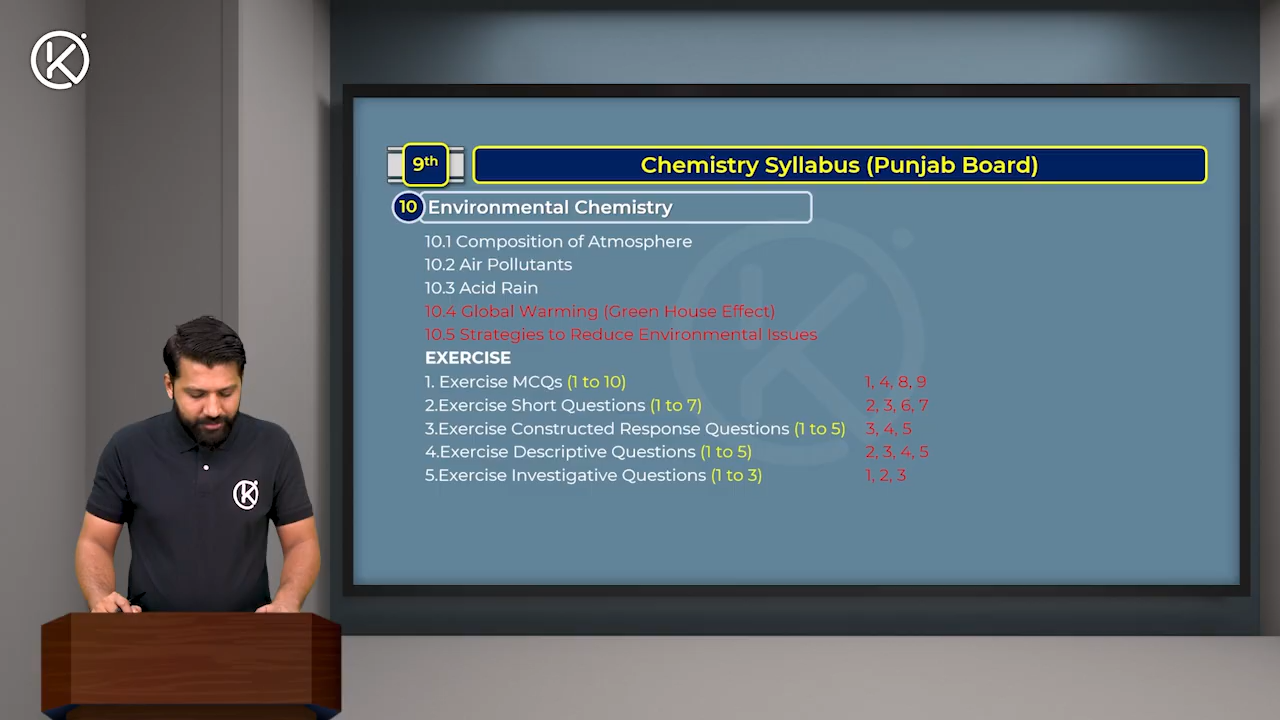 K
9th
Chemistry Syllabus (Punjab Board)
10 Environmental Chemistry
10.1 Composition of Atmosphere
10.2 Air Pollutants
10.3 Acid Rain
10.4 Global Warming (Green House Effect)
10.5 Strategies to Reduce Environmental Issues
EXERCISE
1. Exercise MCQs (1 to 10) 1, 4, 8, 9
2.Exercise Short Questions (1 to 7) 2, 3, 6, 7
3.Exercise Constructed Response Questions (1 to 5) 3, 4, 5
4.Exercise Descriptive Questions (1 to 5) 2, 3, 4, 5
5.Exercise Investigative Questions (1 to 3) 1, 2, 3
K